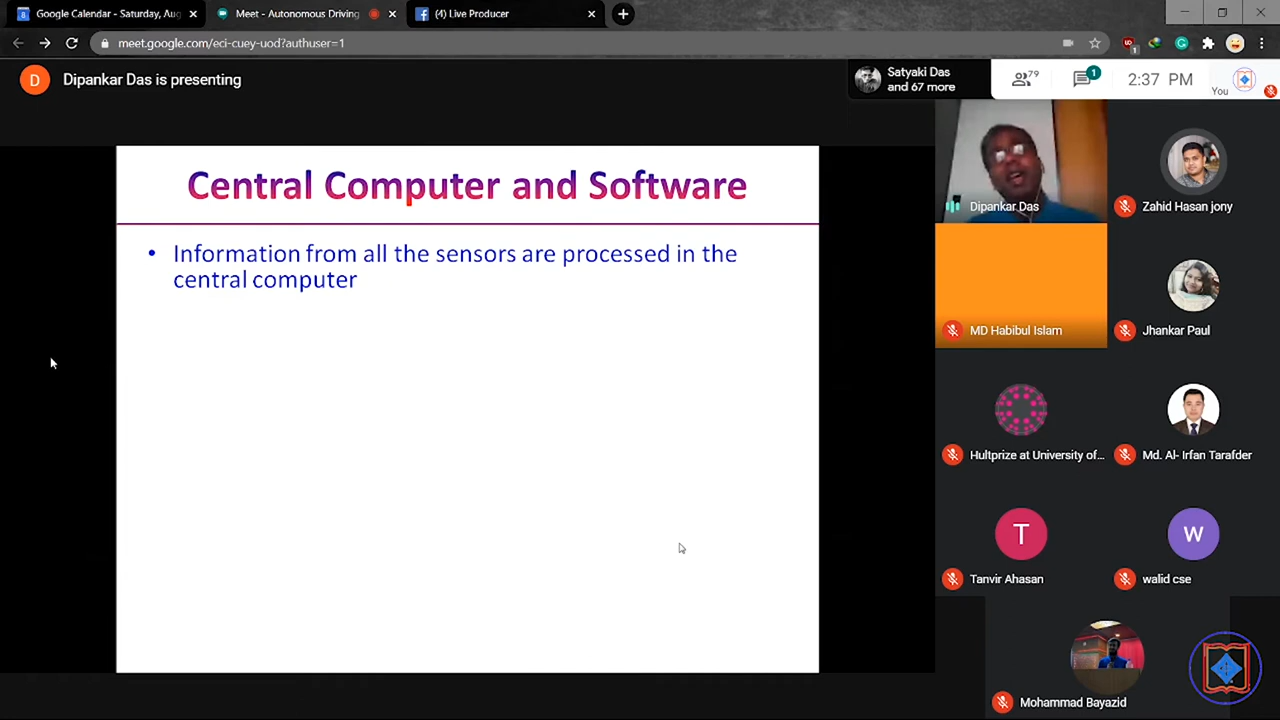 Google Calendar - Saturday, Aug
Meet - Autonomous Driving
(4) Live Producer
meet.google.com/eci-cuey-uod?authuser=1
D
Dipankar Das is presenting
Satyaki Das
and 67 more
79
1
2:37 PM
You
Central Computer and Software
• Information from all the sensors are processed in the
central computer
Dipankar Das
Zahid Hasan jony
MD Habibul Islam
Jhankar Paul
Hultprize at University of...
Md. Al- Irfan Tarafder
T
Tanvir Ahasan
W
walid cse
Mohammad Bayazid